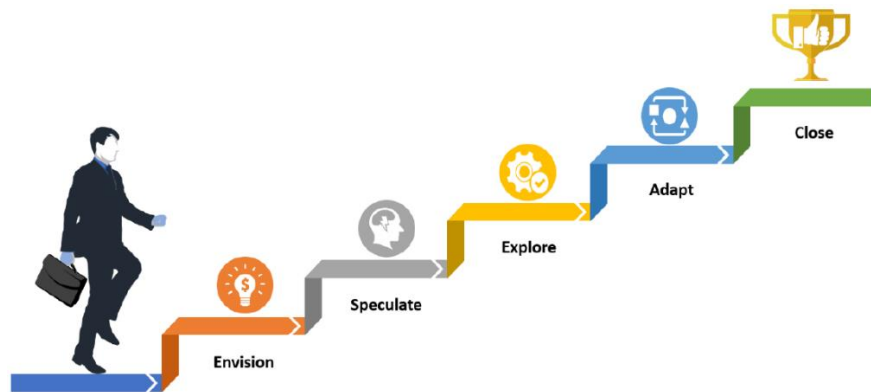 Envision
Speculate
Explore
Adapt
Close
$